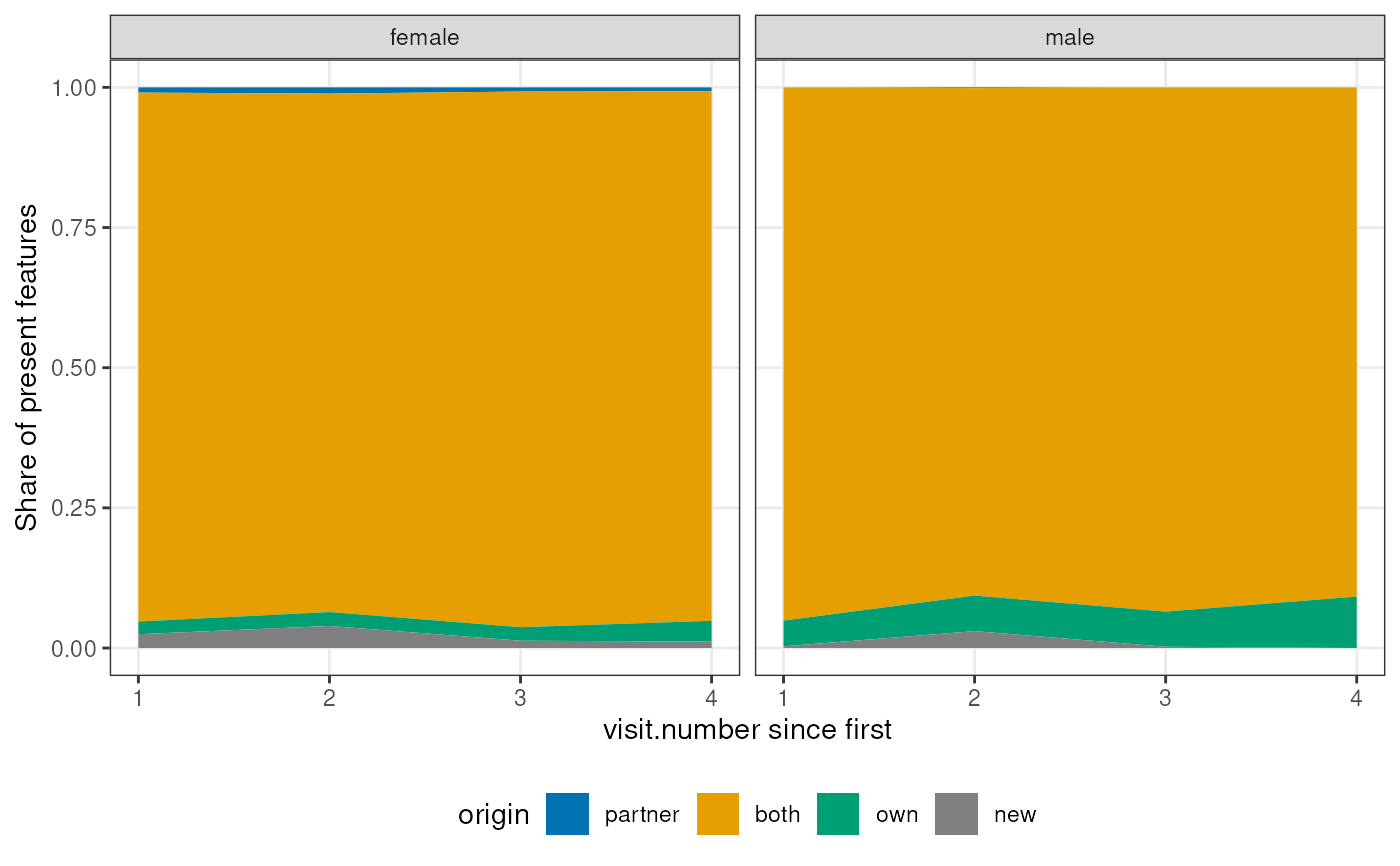 female male
1.00
0.75
0.50
0.25
0.00
Share of present features
1 2 3 4 1 2 3 4
visit.number since first
origin partner both own new